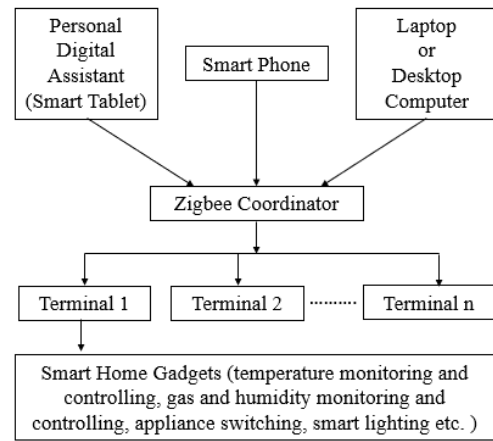 Personal
Digital
Assistant
(Smart Tablet)
Smart Phone
Laptop
or
Desktop
Computer
Zigbee Coordinator
Terminal 1
Terminal 2
..........
Terminal n
Smart Home Gadgets (temperature monitoring and
controlling, gas and humidity monitoring and
controlling, appliance switching, smart lighting etc. )